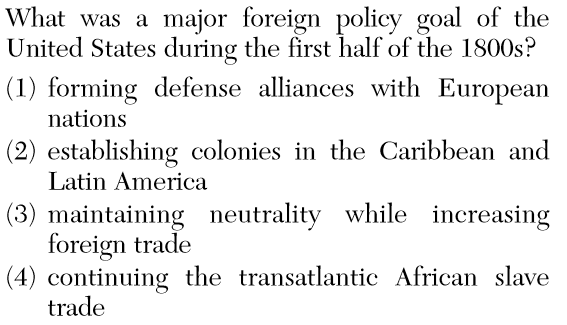 What was a major foreign policy goal of the
United States during the first half of the 1800s?
(1) forming defense alliances with European
nations
(2) establishing colonies in the Caribbean and
Latin America
(3) maintaining neutrality while increasing
foreign trade
(4) continuing the transatlantic African slave
trade